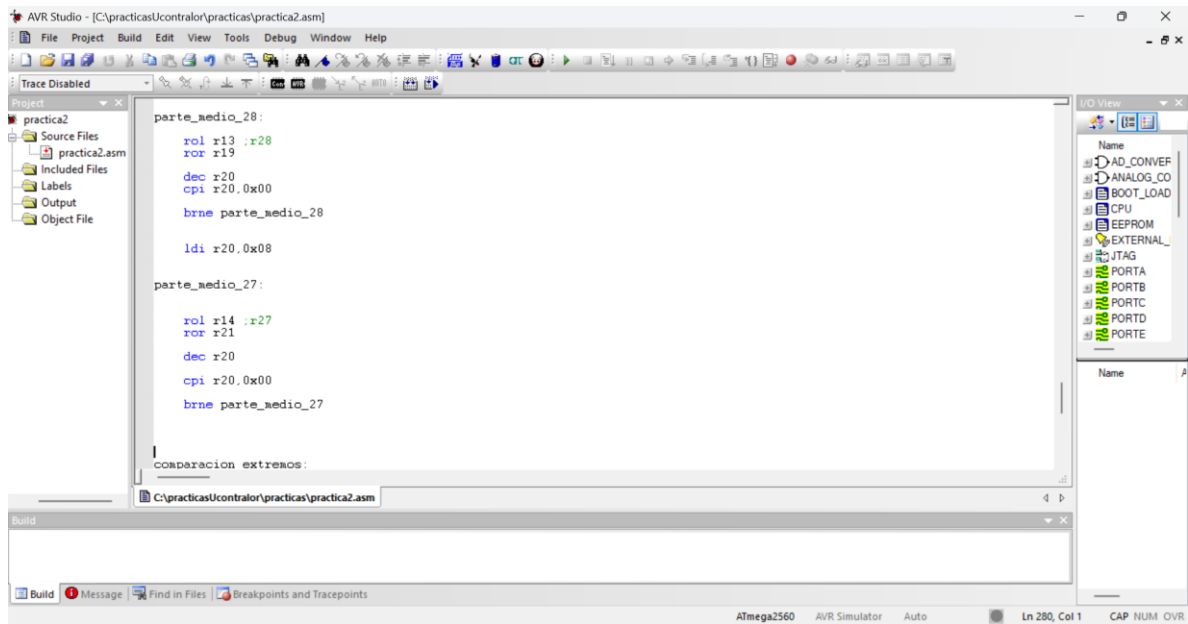 AVR Studio - [C:\practicasUcontralor\practicas\practica2.asm]
File Project Build Edit View Tools Debug Window Help
Trace Disabled
Project
practica2
Source Files
practica2.asm
Included Files
Labels
Output
Object File
parte_medio_28:
rol r13 ;r28
ror r19
dec r20
cpi r20,0x00
brne parte_medio_28
ldi r20,0x08
parte_medio_27:
rol r14 ;r27
ror r21
dec r20
cpi r20,0x00
brne parte_medio_27
comparacion extremos:
C:\practicasUcontralor\practicas\practica2.asm
I/O View
Name
AD_CONVER
ANALOG_CO
BOOT_LOAD
CPU
EEPROM
EXTERNAL_
JTAG
PORTA
PORTB
PORTC
PORTD
PORTE
Name
Build
Build Message Find in Files Breakpoints and Tracepoints
ATmega2560 AVR Simulator Auto Ln 280, Col 1 CAP NUM OVR